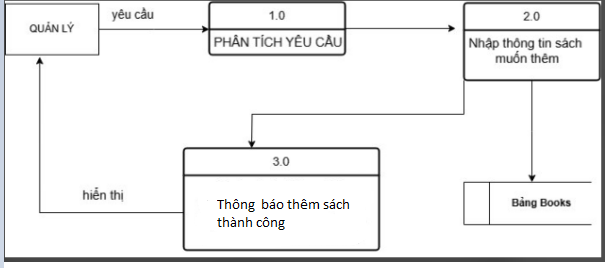 QUẢN LÝ
yêu cầu
1.0
PHÂN TÍCH YÊU CẦU
2.0
Nhập thông tin sách
muốn thêm
3.0
Thông báo thêm sách
thành công
hiển thị
Bảng Books